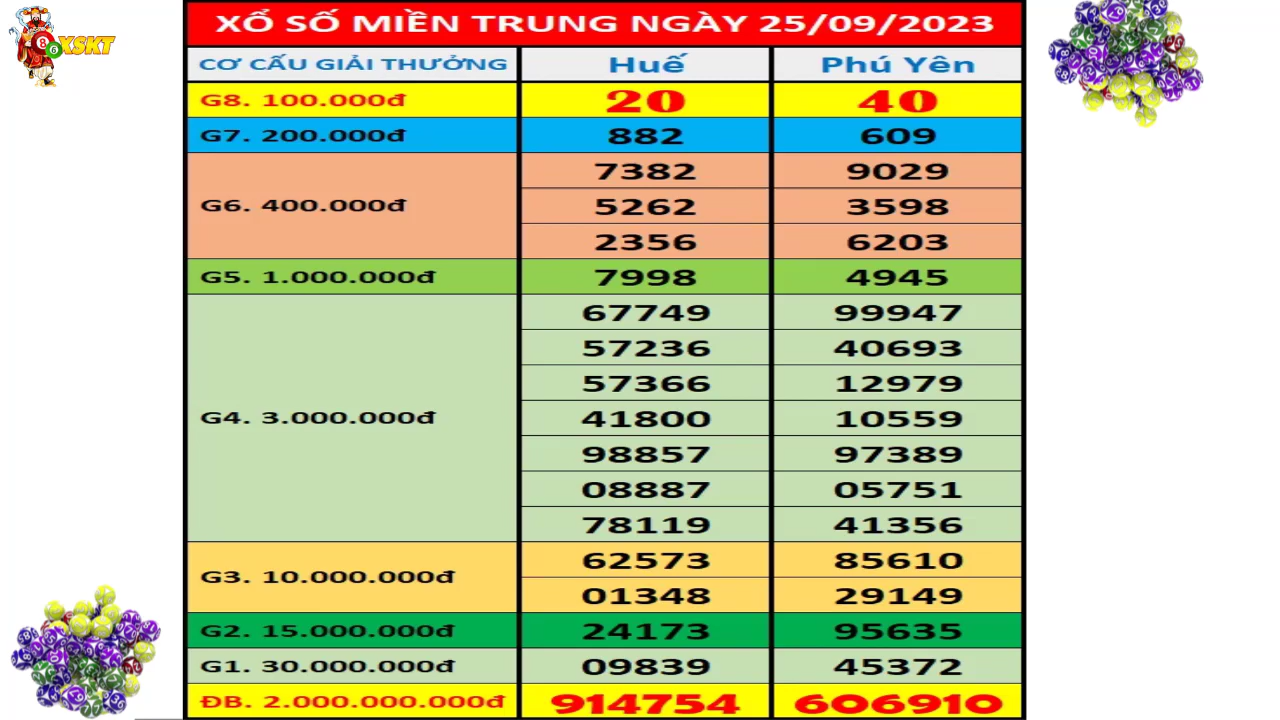 XSKT
86
XỔ SỐ MIỀN TRUNG NGÀY 25/09/2023
CƠ CẤU GIẢI THƯỞNG Huế Phú Yên
G8. 100.000đ 20 40
G7. 200.000đ 882 609
7382 9029
G6. 400.000đ 5262 3598
2356 6203
G5. 1.000.000đ 7998 4945
67749 99947
57236 40693
57366 12979
G4. 3.000.000đ 41800 10559
98857 97389
08887 05751
78119 41356
G3. 10.000.000đ 62573 85610
01348 29149
G2. 15.000.000đ 24173 95635
G1. 30.000.000đ 09839 45372
ĐB. 2.000.000.000đ 914754 606910